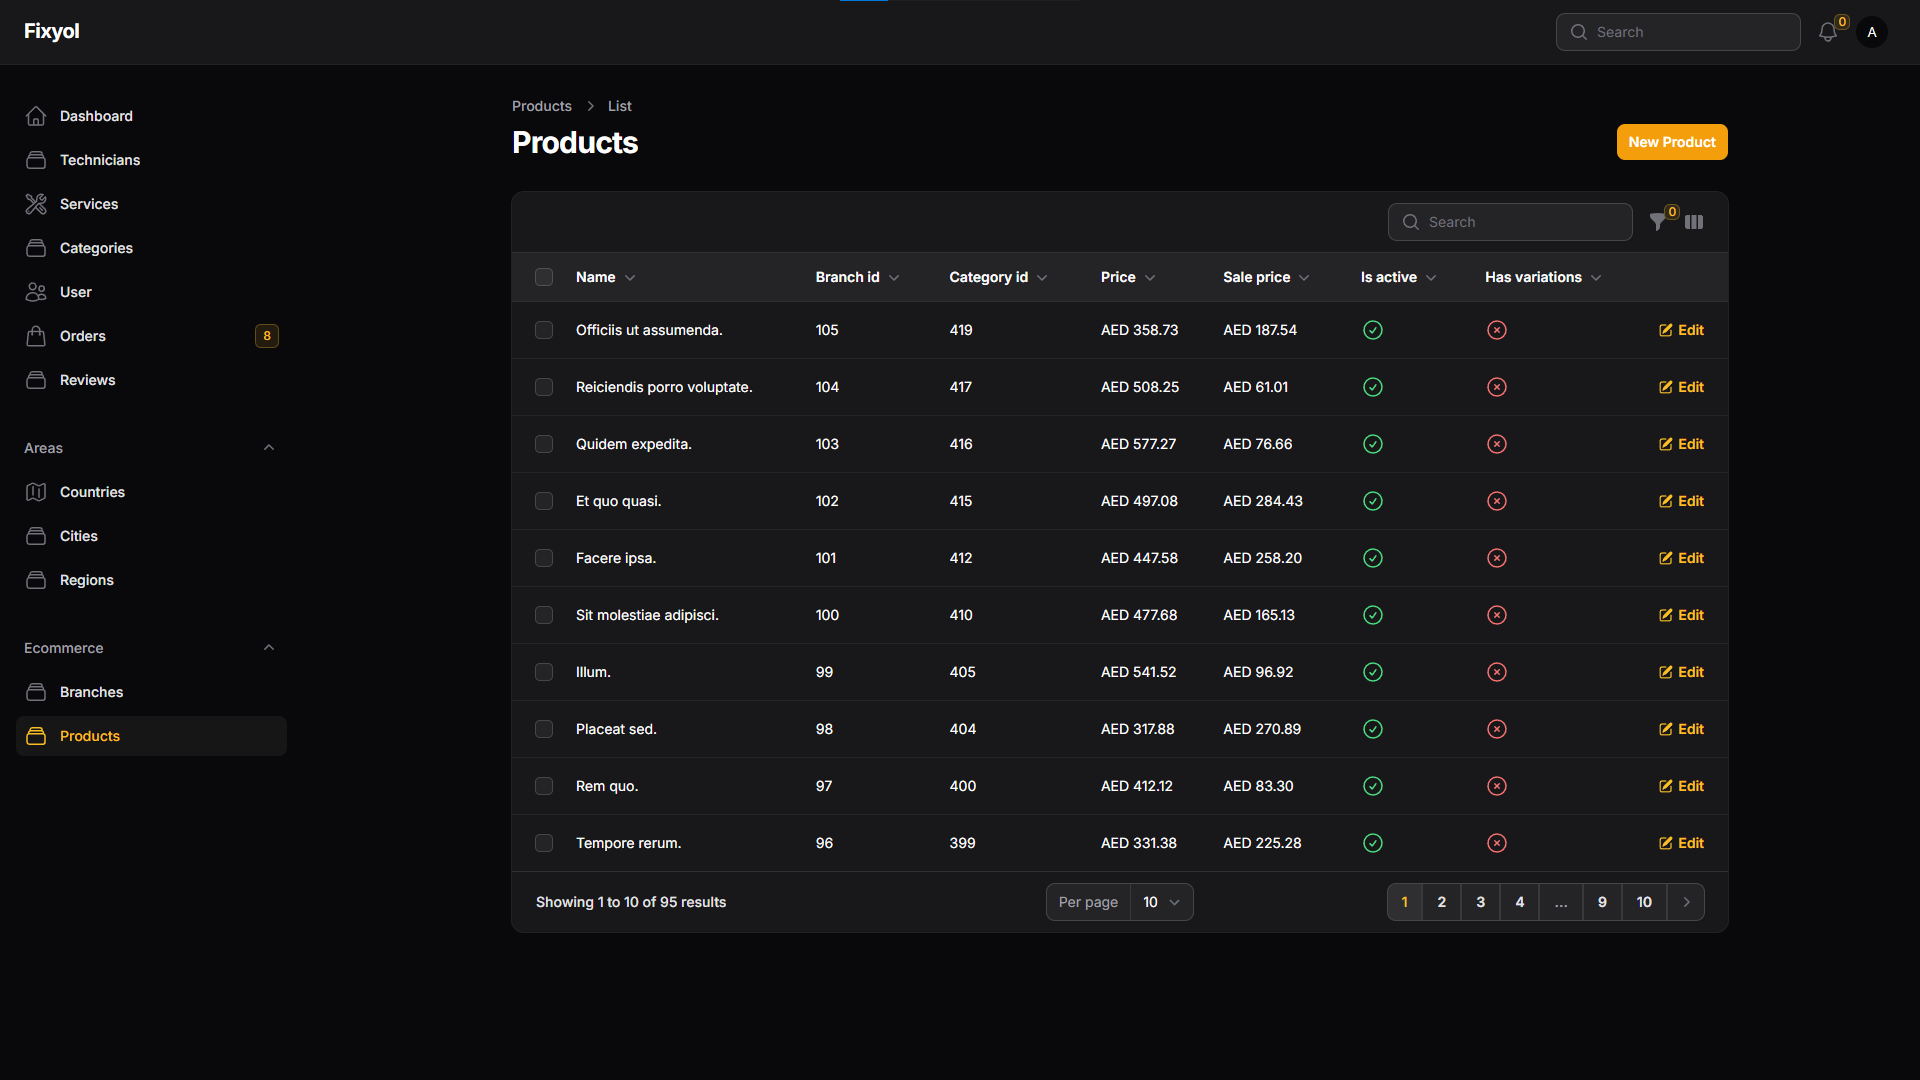 Fixyol
Search
0
A
Dashboard
Technicians
Services
Categories
User
Orders
8
Reviews
Areas
Countries
Cities
Regions
Ecommerce
Branches
Products
Products > List
Products
New Product
Search
0
Name Branch id Category id Price Sale price Is active Has variations
Officiis ut assumenda. 105 419 AED 358.73 AED 187.54 Edit
Reiciendis porro voluptate. 104 417 AED 508.25 AED 61.01 Edit
Quidem expedita. 103 416 AED 577.27 AED 76.66 Edit
Et quo quasi. 102 415 AED 497.08 AED 284.43 Edit
Facere ipsa. 101 412 AED 447.58 AED 258.20 Edit
Sit molestiae adipisci. 100 410 AED 477.68 AED 165.13 Edit
Illum. 99 405 AED 541.52 AED 96.92 Edit
Placeat sed. 98 404 AED 317.88 AED 270.89 Edit
Rem quo. 97 400 AED 412.12 AED 83.30 Edit
Tempore rerum. 96 399 AED 331.38 AED 225.28 Edit
Showing 1 to 10 of 95 results
Per page 10
1 2 3 4 ... 9 10